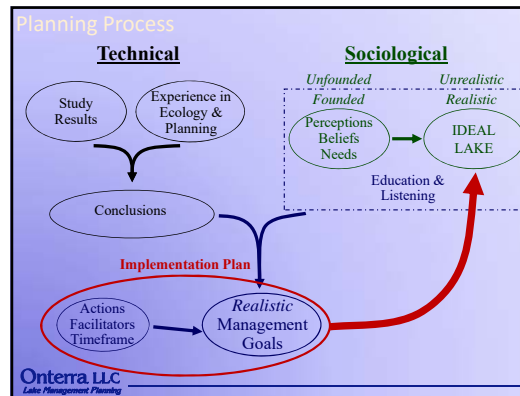 Planning Process
Technical
Sociological
Unfounded
Unrealistic
Founded
Realistic
Study
Results
Experience in
Ecology &
Planning
Perceptions
Beliefs
Needs
IDEAL
LAKE
Education &
Listening
Conclusions
Implementation Plan
Actions
Facilitators
Timeframe
Realistic
Management
Goals
Onterra LLC
Lake Management Planning